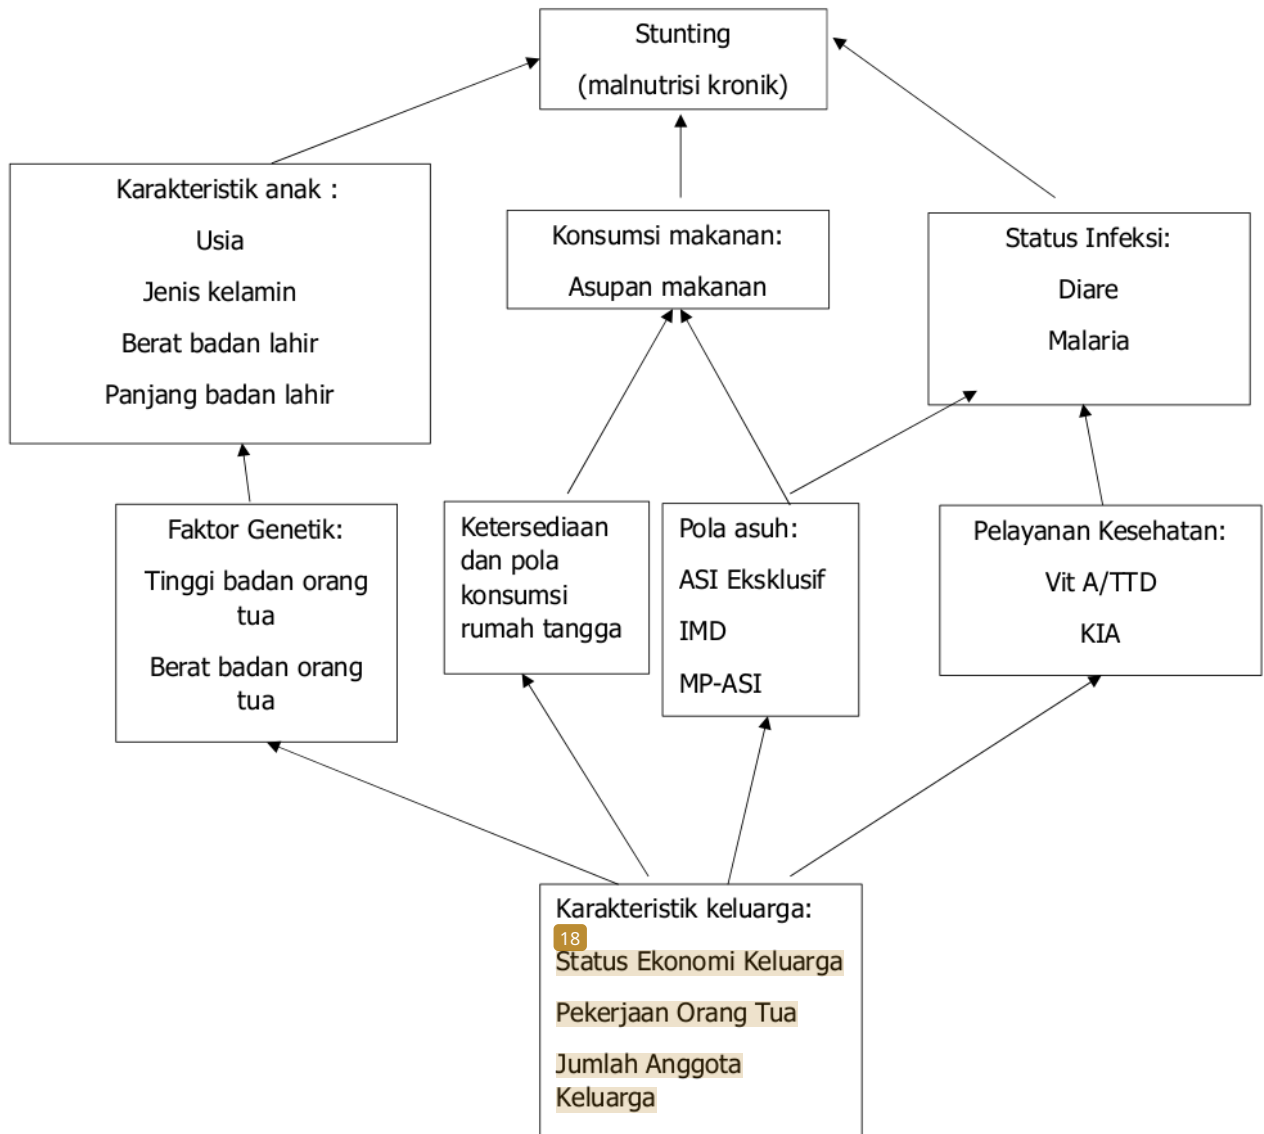 Stunting
(malnutrisi kronik)
Karakteristik anak :
Usia
Jenis kelamin
Berat badan lahir
Panjang badan lahir
Konsumsi makanan:
Asupan makanan
Status Infeksi:
Diare
Malaria
Faktor Genetik:
Tinggi badan orang
tua
Berat badan orang
tua
Ketersediaan
dan pola
konsumsi
rumah tangga
Pola asuh:
ASI Eksklusif
IMD
MP-ASI
Pelayanan Kesehatan:
Vit A/TTD
KIA
Karakteristik keluarga:
18
Status Ekonomi Keluarga
Pekerjaan Orang Tua
Jumlah Anggota
Keluarga